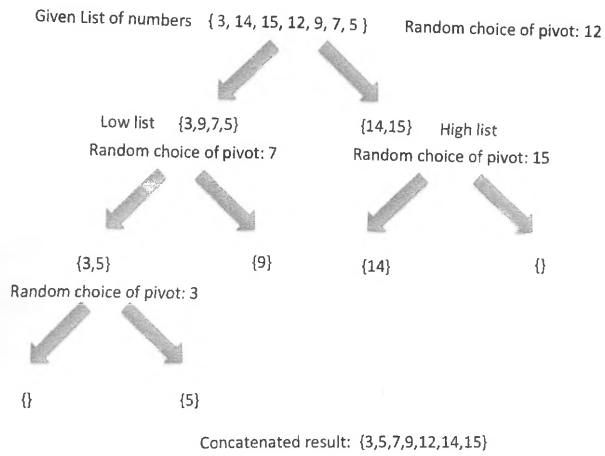 Given List of numbers { 3, 14, 15, 12, 9, 7, 5 } Random choice of pivot: 12
Low list {3,9,7,5} {14,15} High list
Random choice of pivot: 7 Random choice of pivot: 15
{3,5} {9} {14} {}
Random choice of pivot: 3
{} {5}
Concatenated result: {3,5,7,9,12,14,15}